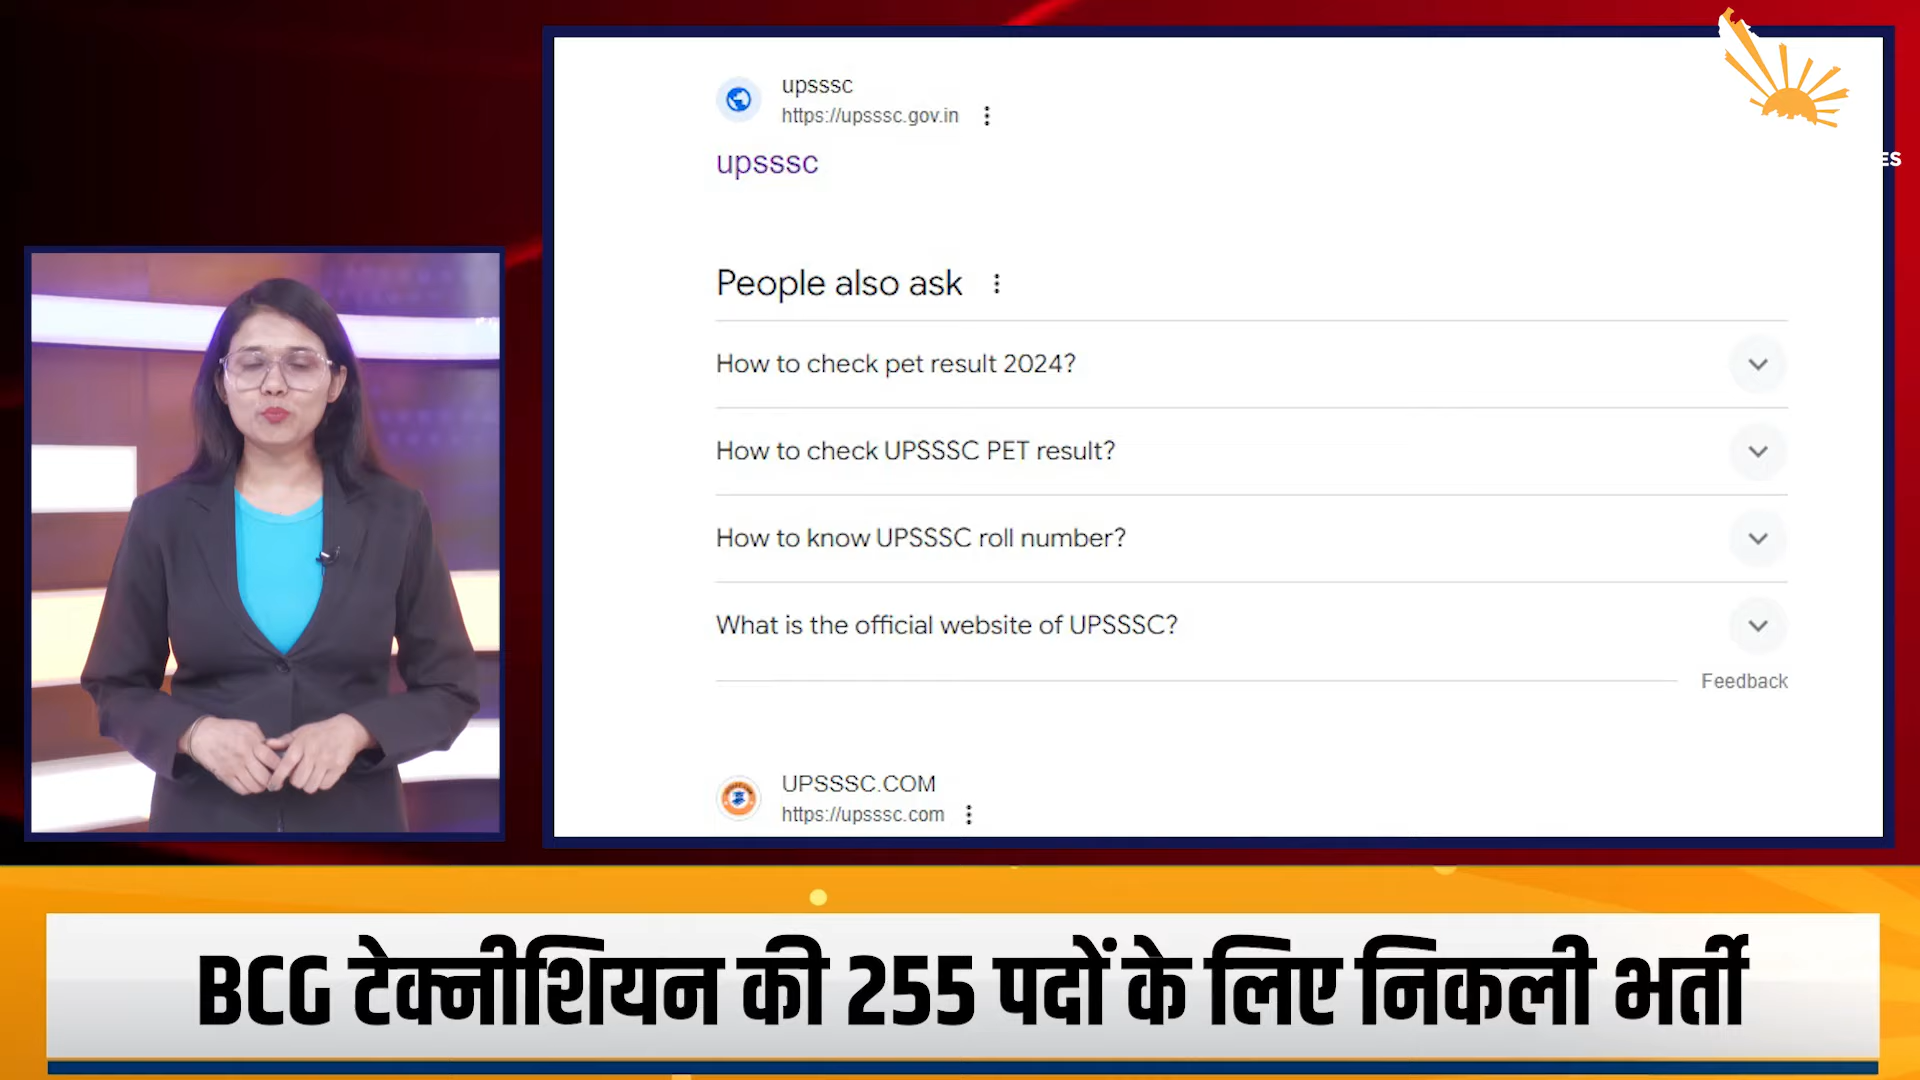 upsssc
https://upsssc.gov.in
upsssc
People also ask
How to check pet result 2024?
How to check UPSSSC PET result?
How to know UPSSSC roll number?
What is the official website of UPSSSC?
Feedback
UPSSSC.COM
https://upsssc.com
ES
BCG टेक्नीशियन की 255 पदों के लिए निकली भर्ती